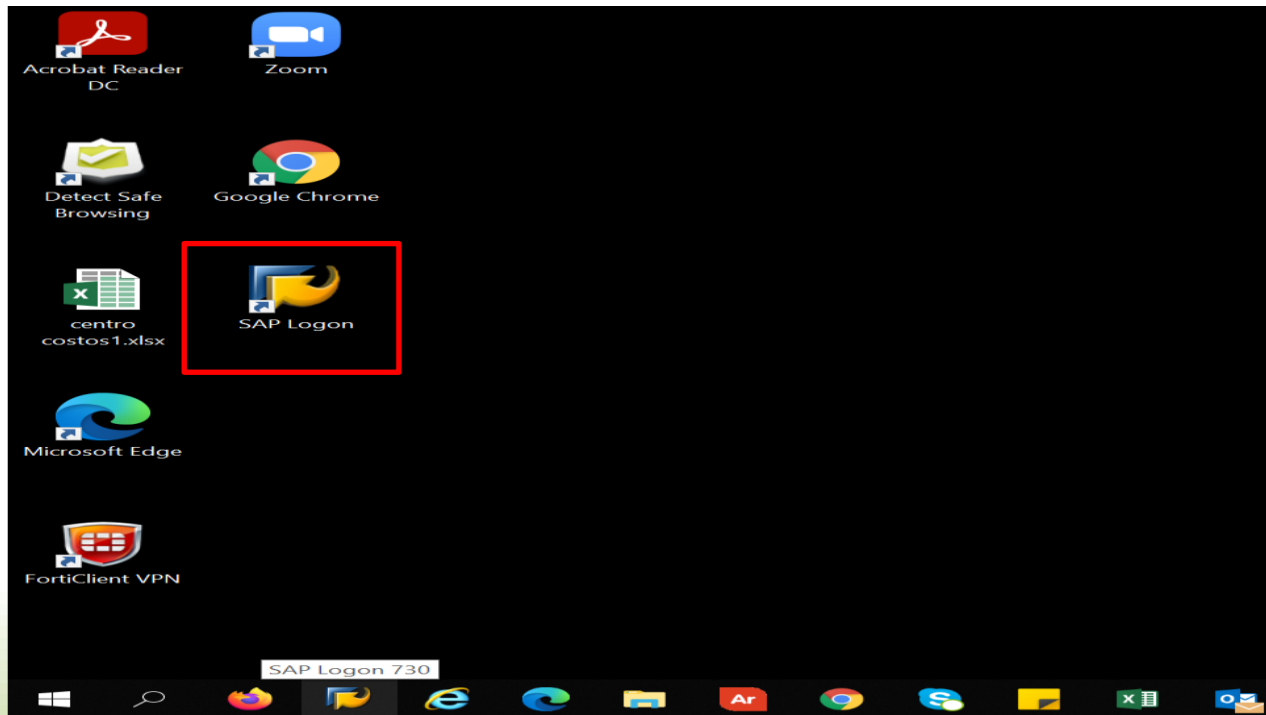 Acrobat Reader
DC
Zoom
Detect Safe
Browsing
Google Chrome
centro
costos1.xlsx
SAP Logon
Microsoft Edge
FortiClient VPN
SAP Logon 730
Ar